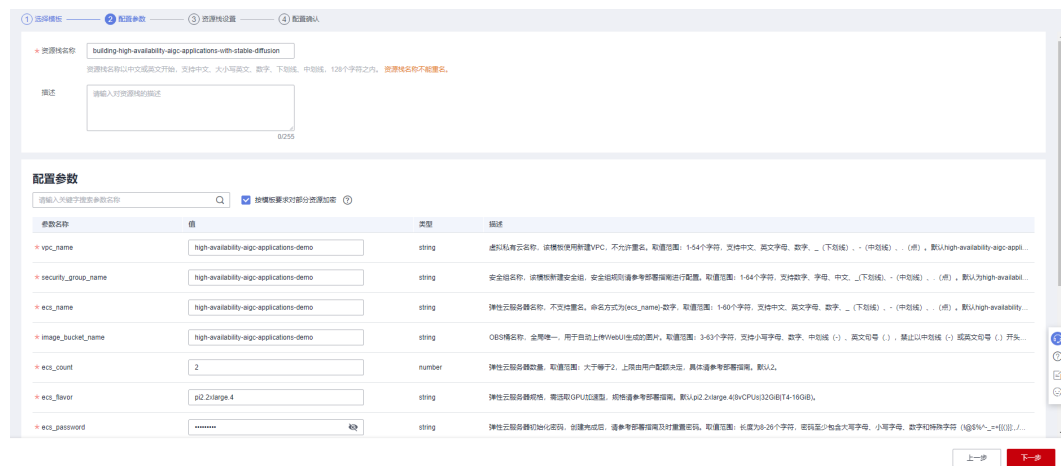 1 选择模板 2 配置参数 3 资源栈设置 4 配置确认
* 资源栈名称 building-high-availability-aigc-applications-with-stable-diffusion
资源栈名称以中文或英文开始，支持中文、大小写英文、数字、下划线、中划线，128个字符之内。 资源栈名称不能重名。
描述 请输入对资源栈的描述
0/255
配置参数
请输入关键字搜索参数名称 按模板要求对部分资源加密
参数名称 值 类型 描述
* vpc_name high-availability-aigc-applications-demo string 虚拟私有云名称，该模板使用新建VPC，不允许重名。取值范围：1-54个字符，支持中文、英文字母、数字、_（下划线）、-（中划线）、.（点）。默认high-availability-aigc-appli...
* security_group_name high-availability-aigc-applications-demo string 安全组名称，该模板新建安全组，安全组规则请参考部署指南进行配置。取值范围：1-64个字符，支持数字、字母、中文、_(下划线)、-（中划线）、.（点）。默认为high-availabil...
* ecs_name high-availability-aigc-applications-demo string 弹性云服务器名称，不支持重名。命名方式为{ecs_name}-数字，取值范围：1-60个字符，支持中文、英文字母、数字、_（下划线）、-（中划线）、.（点）。默认high-availability...
* image_bucket_name high-availability-aigc-applications-demo string OBS桶名称，全局唯一，用于自动上传WebUI生成的图片。取值范围：3-63个字符，支持小写字母、数字、中划线（-）、英文句号（.），禁止以中划线（-）或英文句号（.）开头...
* ecs_count 2 number 弹性云服务器数量，取值范围：大于等于2，上限由用户配额决定，具体请参考部署指南。默认2。
* ecs_flavor pi2.2xlarge.4 string 弹性云服务器规格，需选取GPU加速型，规格请参考部署指南。默认pi2.2xlarge.4(8vCPUs|32GiB|T4-16GiB)。
* ecs_password ••••••••• string 弹性云服务器初始化密码，创建完成后，请参考部署指南及时重置密码。取值范围：长度为8-26个字符，密码至少包含大写字母、小写字母、数字和特殊字符（!@$%^-_=+[{()}]:,./...
上一步 下一步